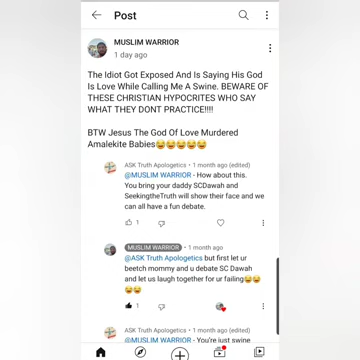 Post
MUSLIM WARRIOR
1 day ago
The Idiot Got Exposed And Is Saying His God
Is Love While Calling Me A Swine. BEWARE OF
THESE CHRISTIAN HYPOCRITES WHO SAY
WHAT THEY DONT PRACTICE!!!!
BTW Jesus The God Of Love Murdered
Amalekite Babies😂😂😂😂😂
ASK Truth Apologetics • 1 month ago (edited)
@MUSLIM WARRIOR - How about this.
You bring your daddy SCDawah and
SeekingtheTruth will show their face and we
can all have a fun debate.
1
MUSLIM WARRIOR • 1 month ago
@ASK Truth Apologetics but first let ur
beetch mommy and u debate SC Dawah
and let us laugh together for ur failing😂😂
😂😂
1
ASK Truth Apologetics • 1 month ago (edited)
@MUSLIM WARRIOR - You're just swine